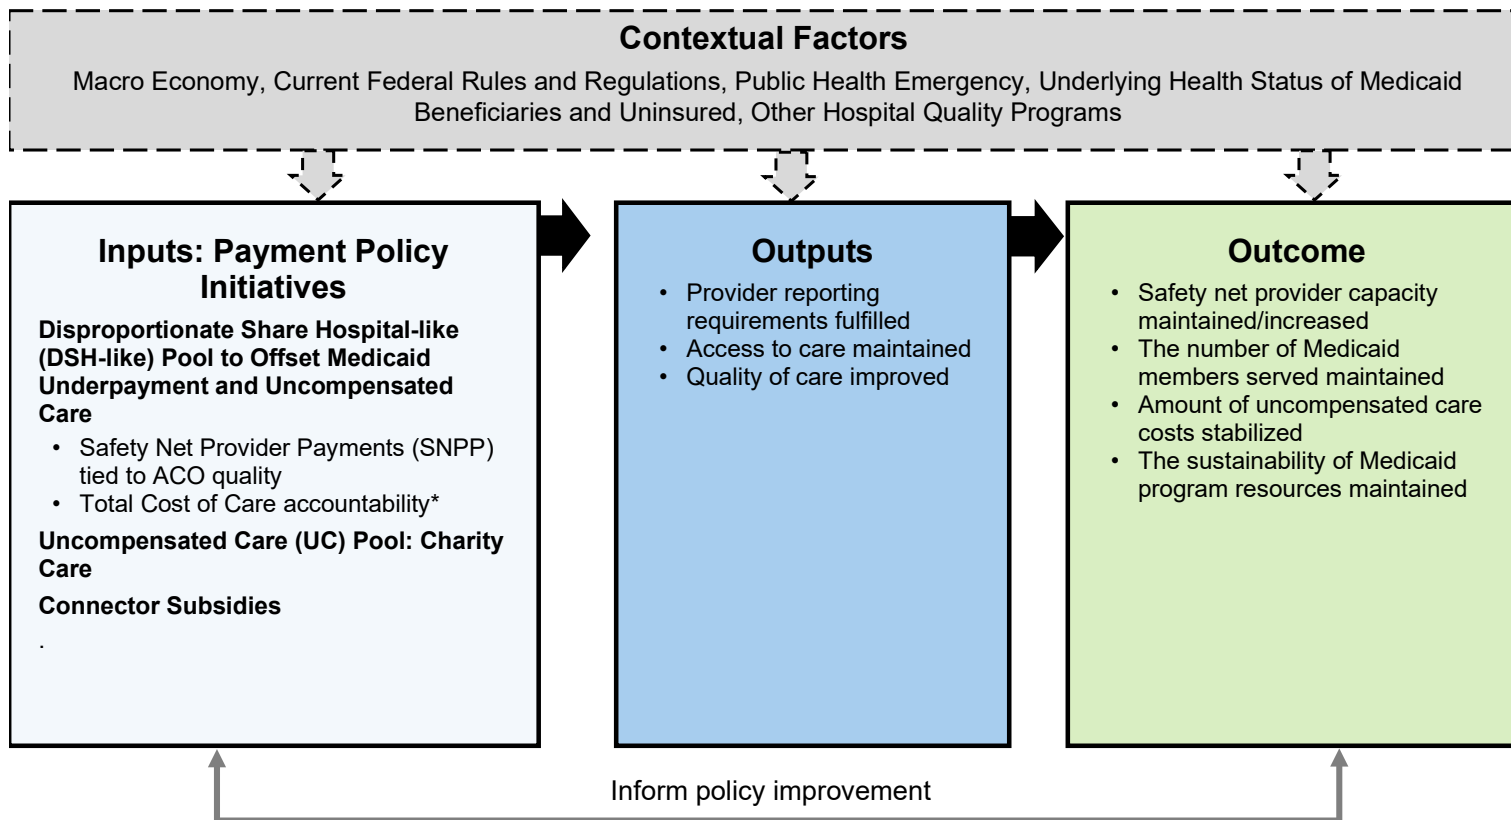 Contextual Factors
Macro Economy, Current Federal Rules and Regulations, Public Health Emergency, Underlying Health Status of Medicaid
Beneficiaries and Uninsured, Other Hospital Quality Programs
Inputs: Payment Policy
Initiatives
Disproportionate Share Hospital-like
(DSH-like) Pool to Offset Medicaid
Underpayment and Uncompensated
Care
• Safety Net Provider Payments (SNPP)
tied to ACO quality
• Total Cost of Care accountability*
Uncompensated Care (UC) Pool: Charity
Care
Connector Subsidies
.
Outputs
• Provider reporting
requirements fulfilled
• Access to care maintained
• Quality of care improved
Outcome
• Safety net provider capacity
maintained/increased
• The number of Medicaid
members served maintained
• Amount of uncompensated care
costs stabilized
• The sustainability of Medicaid
program resources maintained
Inform policy improvement